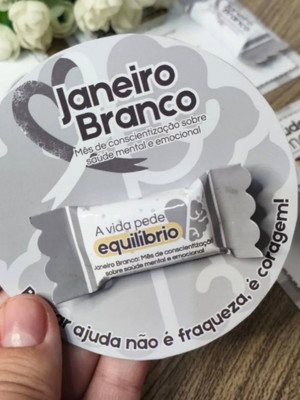 Janeiro
Branco
Mês de conscientização sobre
saúde mental e emocional
A vida pede
equilíbrio
Janeiro Branco: Mês de conscientização
sobre saúde mental e emocional
ajuda não é fraqueza, é coragem!